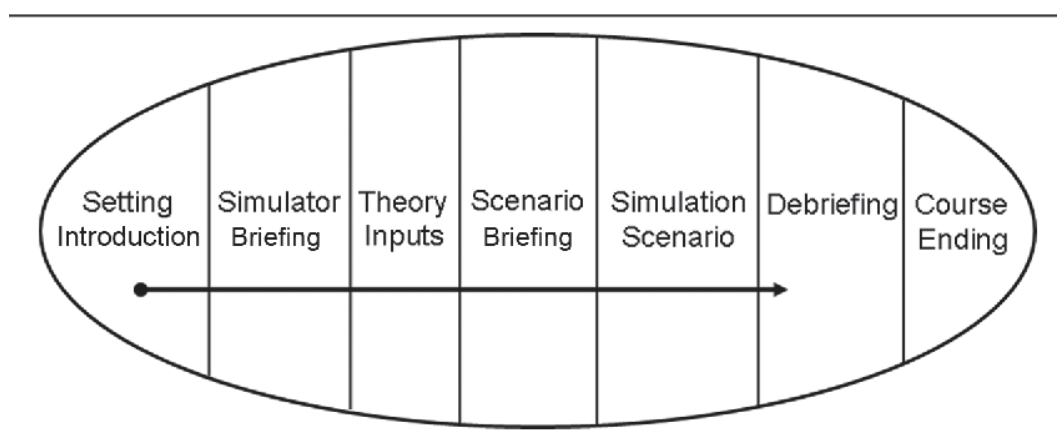 Setting
Introduction
Simulator
Briefing
Theory
Inputs
Scenario
Briefing
Simulation
Scenario
Debriefing
Course
Ending